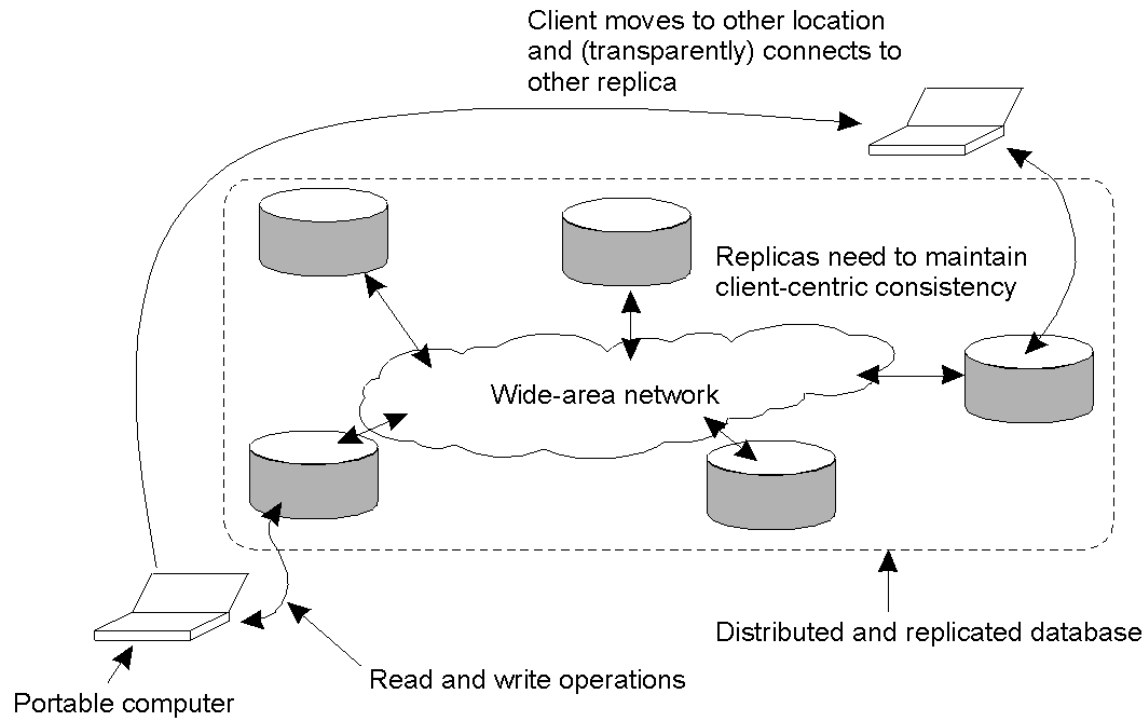 Client moves to other location
and (transparently) connects to
other replica
Replicas need to maintain
client-centric consistency
Wide-area network
Distributed and replicated database
Read and write operations
Portable computer